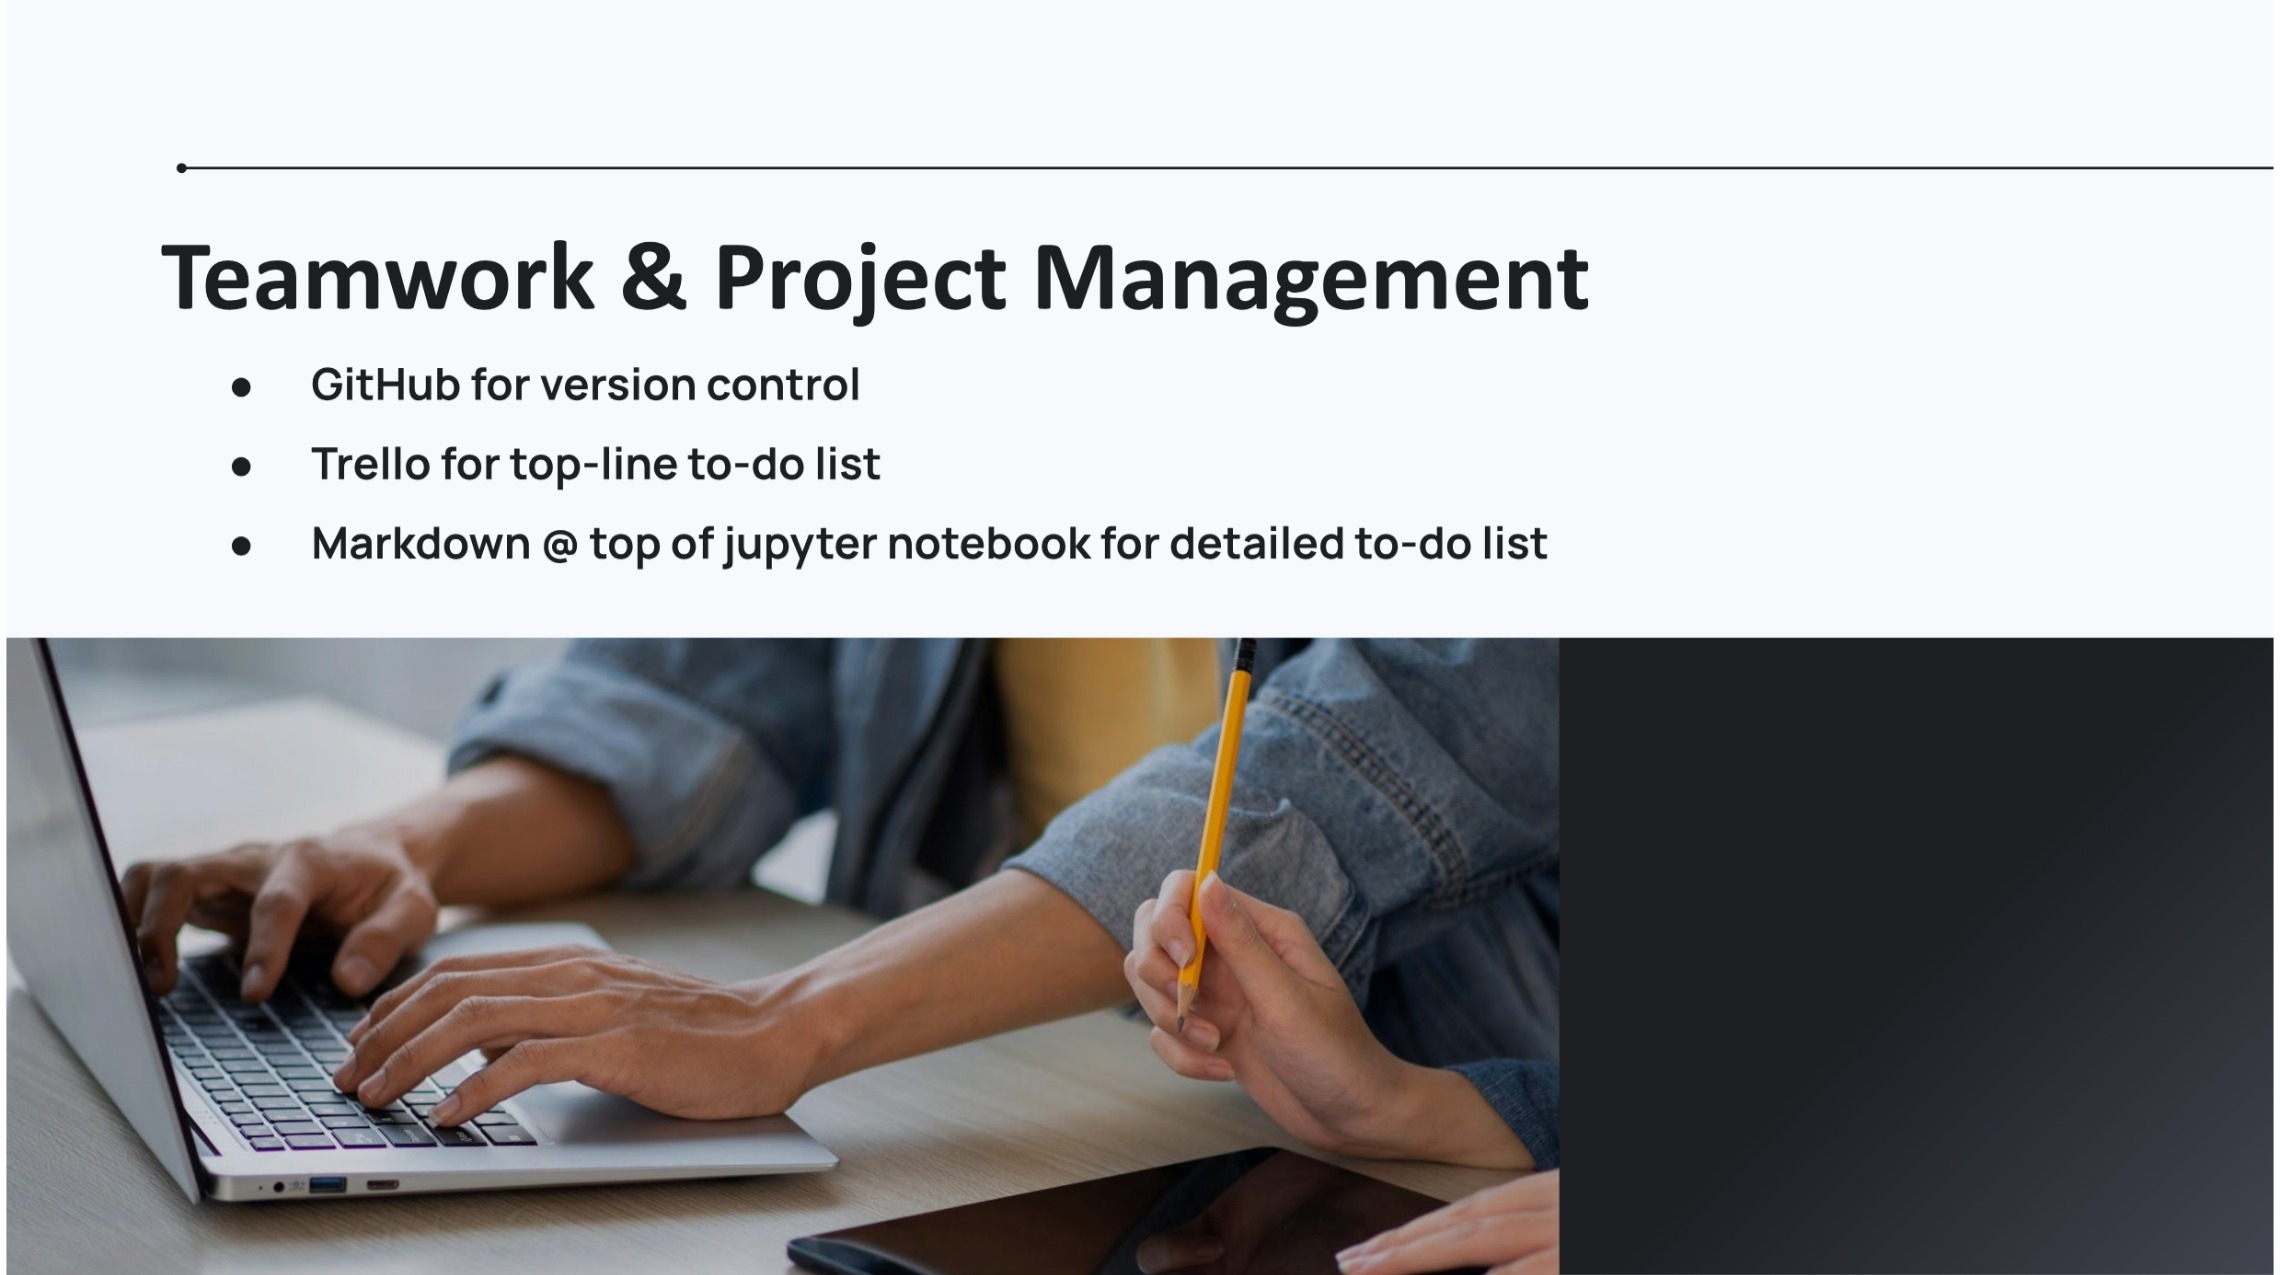 Teamwork & Project Management
● GitHub for version control
● Trello for top-line to-do list
● Markdown @ top of jupyter notebook for detailed to-do list